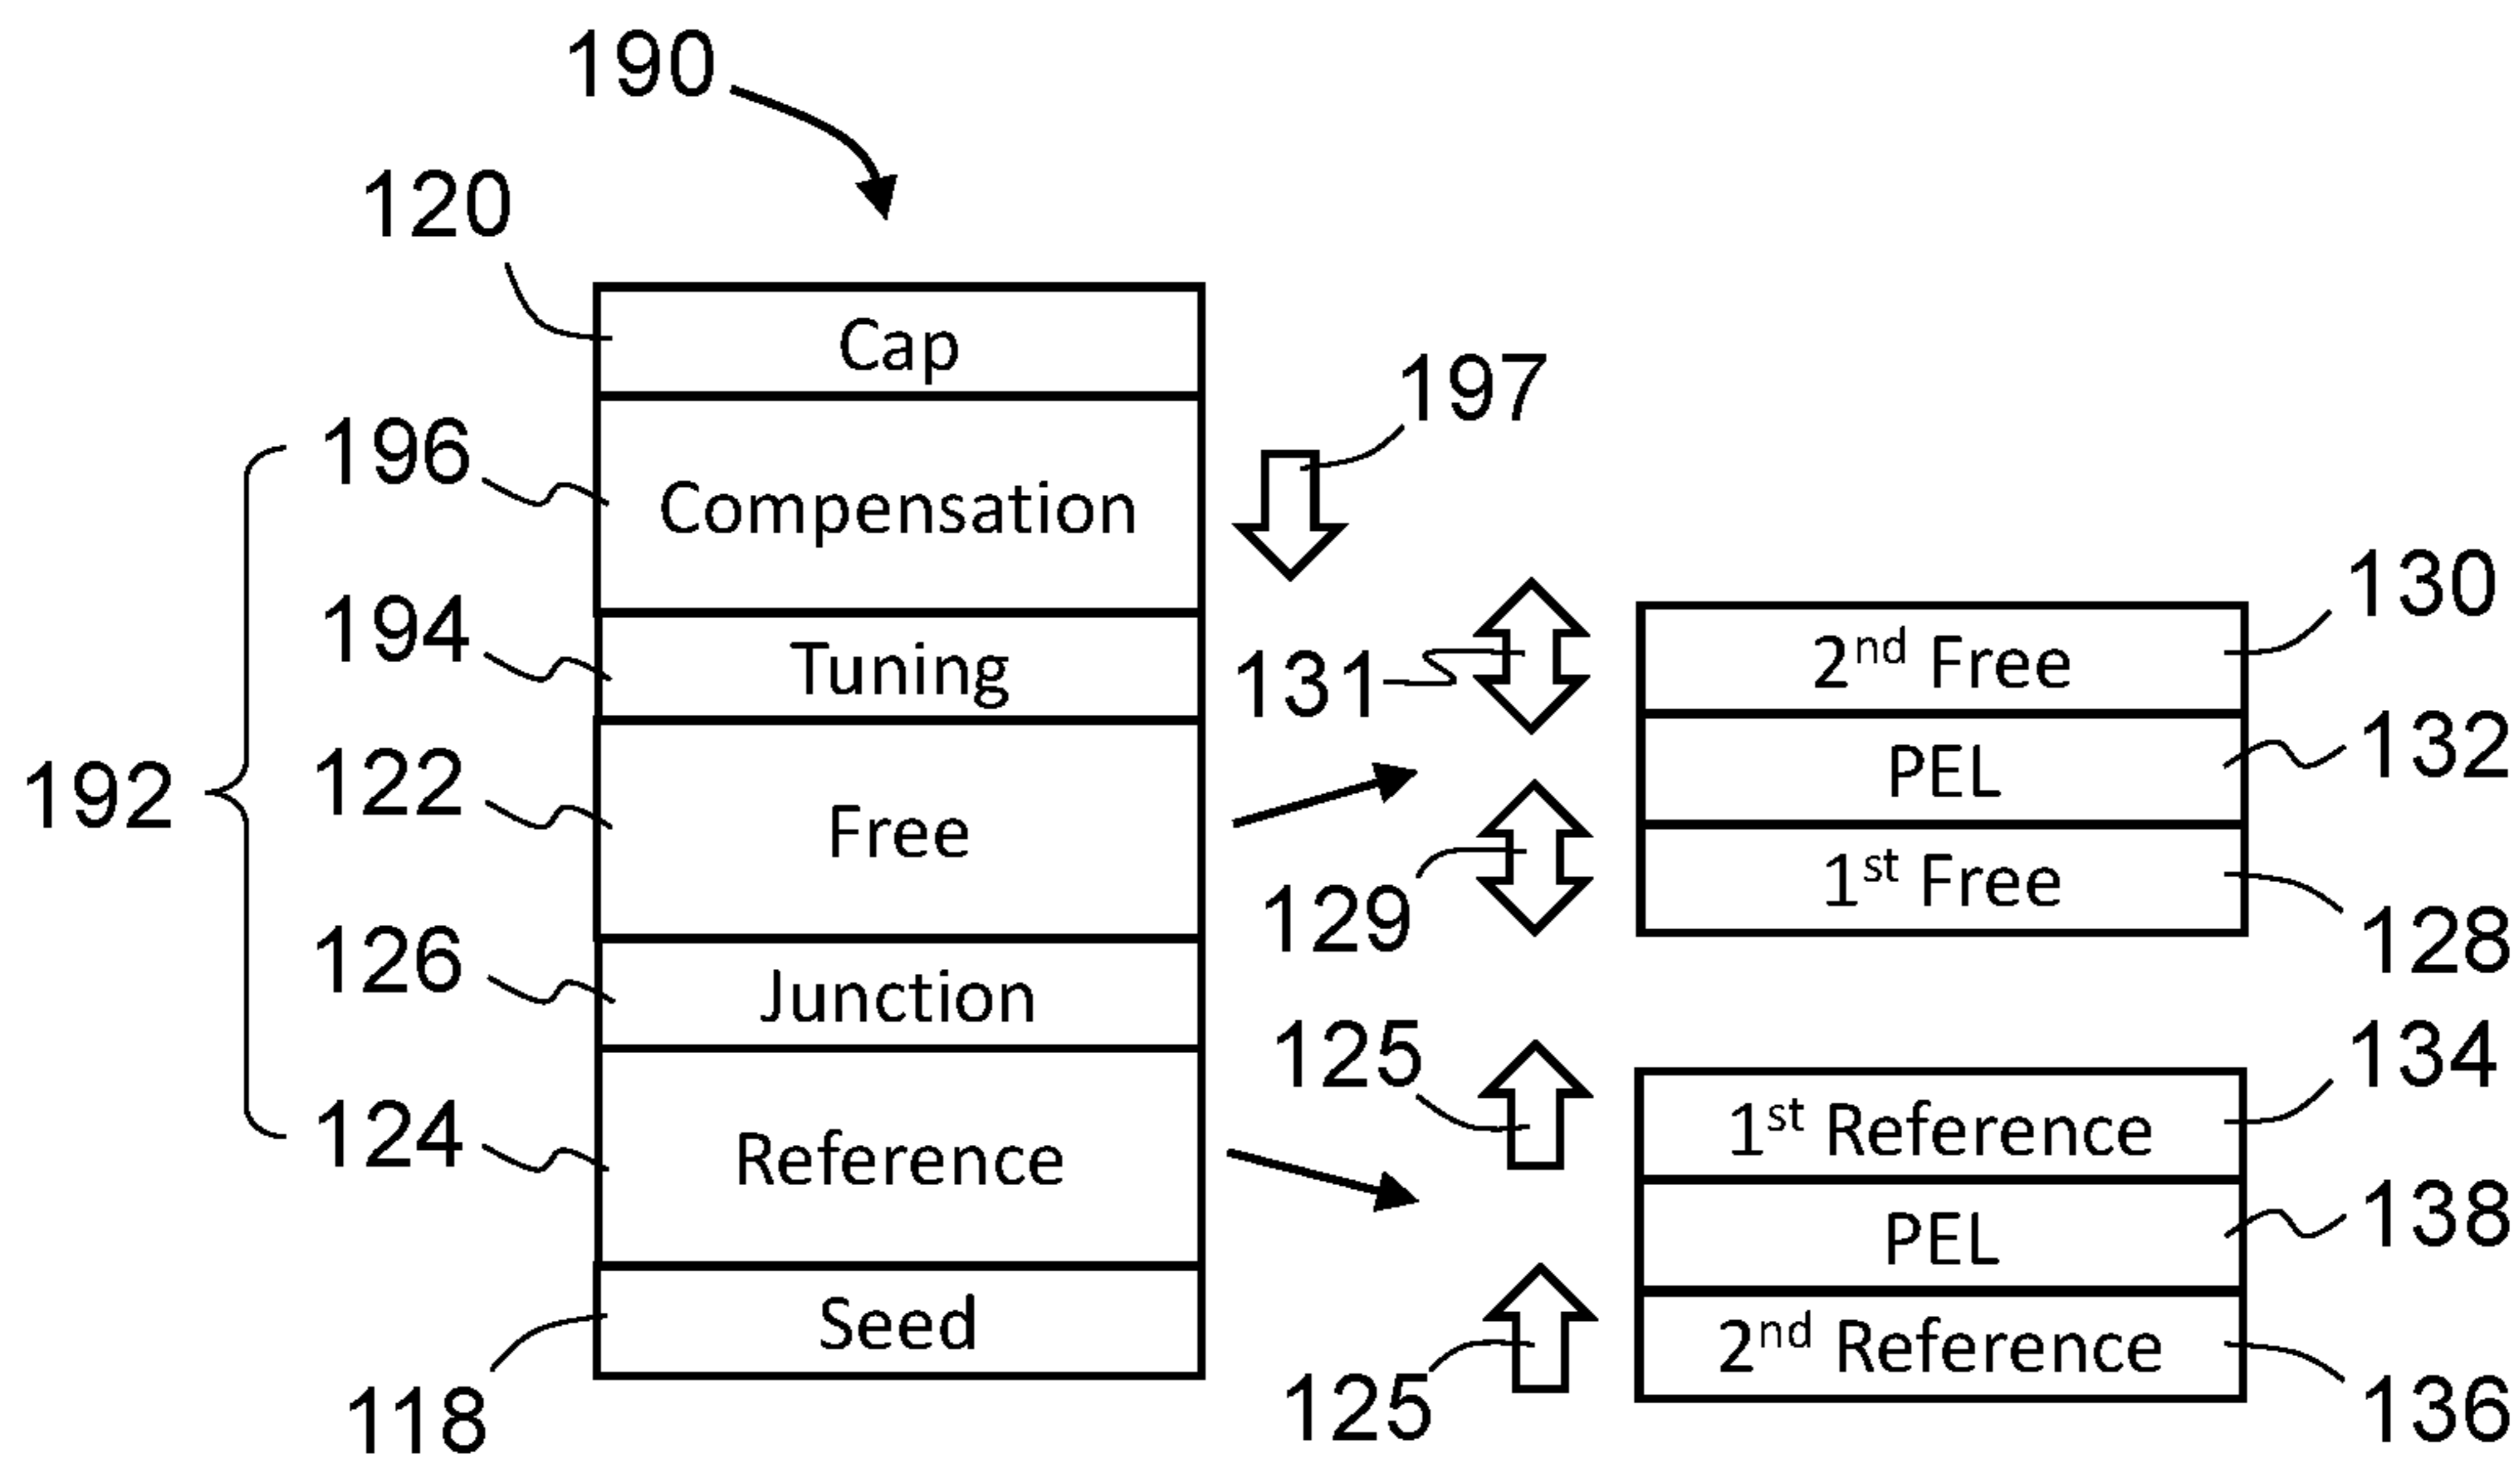 190
120
Cap
197
196
Compensation
130
194
Tuning
131
2nd Free
132
192
122
Free
PEL
129
1st Free
128
126
Junction
125
134
124
Reference
1st Reference
138
PEL
118
Seed
125
2nd Reference
136